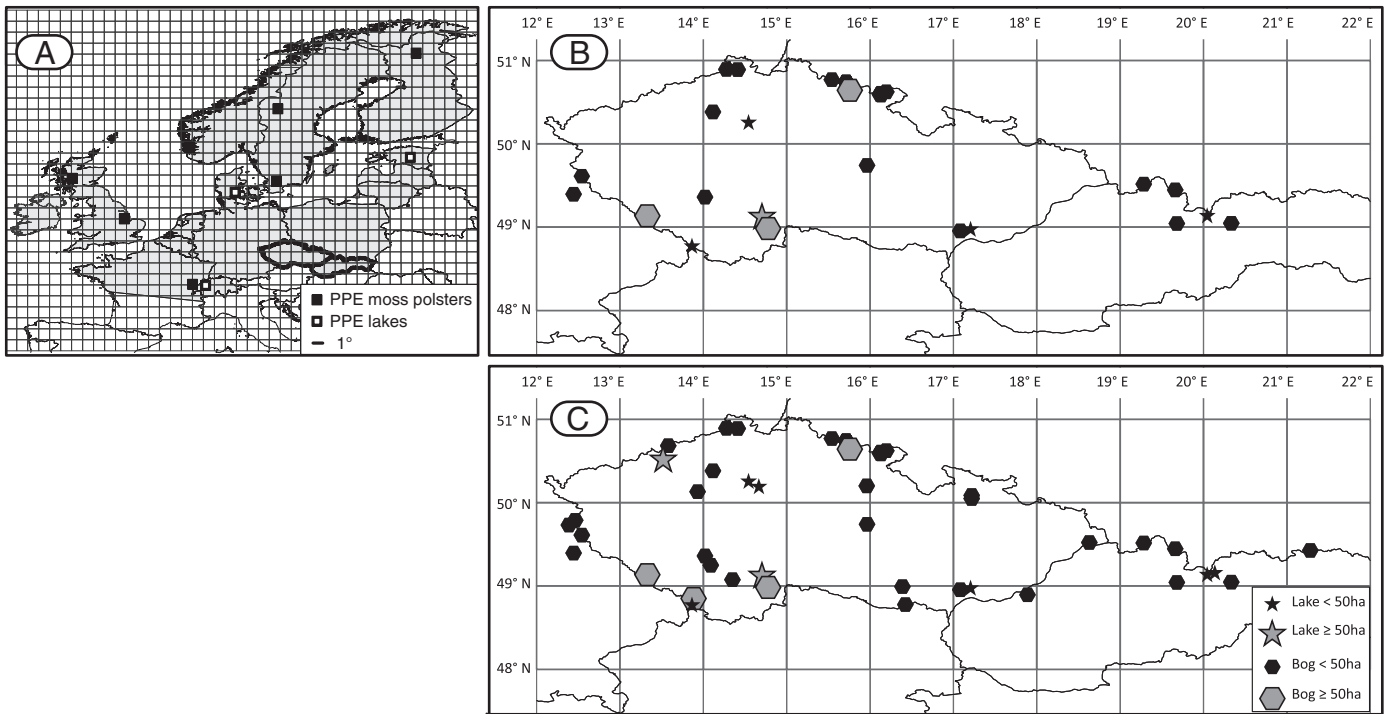 A
PPE moss polsters
PPE lakes
1°
12° E 13° E 14° E 15° E 16° E 17° E 18° E 19° E 20° E 21° E 22° E
B
51° N
50° N
49° N
48° N
12° E 13° E 14° E 15° E 16° E 17° E 18° E 19° E 20° E 21° E 22° E
C
51° N
50° N
49° N
48° N
Lake < 50ha
Lake ≥ 50ha
Bog < 50ha
Bog ≥ 50ha